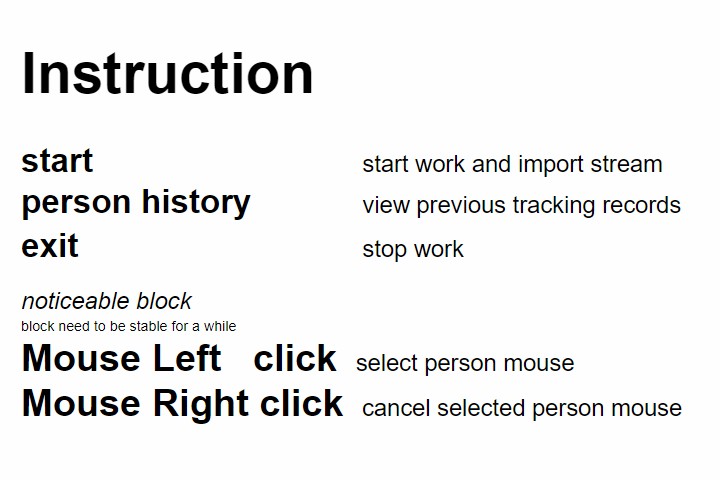 Instruction
start start work and import stream
person history view previous tracking records
exit stop work
noticeable block
block need to be stable for a while
Mouse Left click select person mouse
Mouse Right click cancel selected person mouse